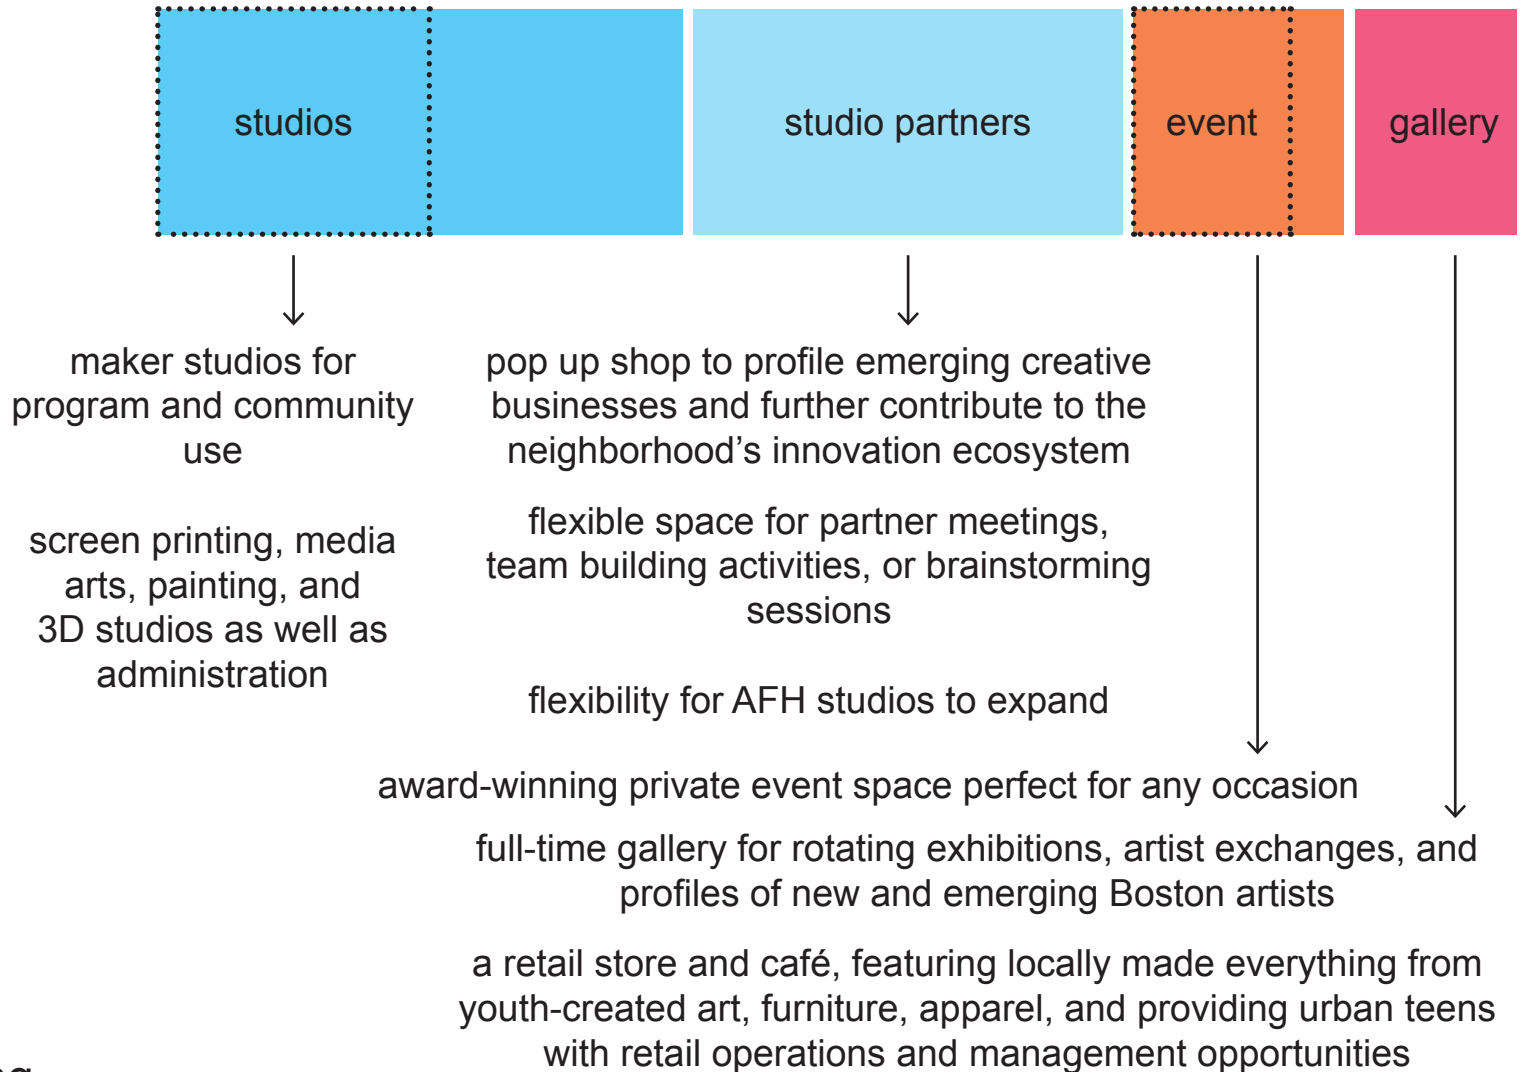 studios
studio partners
event
gallery
maker studios for
program and community
use
screen printing, media
arts, painting, and
3D studios as well as
administration
pop up shop to profile emerging creative
businesses and further contribute to the
neighborhood’s innovation ecosystem
flexible space for partner meetings,
team building activities, or brainstorming
sessions
flexibility for AFH studios to expand
award-winning private event space perfect for any occasion
full-time gallery for rotating exhibitions, artist exchanges, and
profiles of new and emerging Boston artists
a retail store and café, featuring locally made everything from
youth-created art, furniture, apparel, and providing urban teens
with retail operations and management opportunities